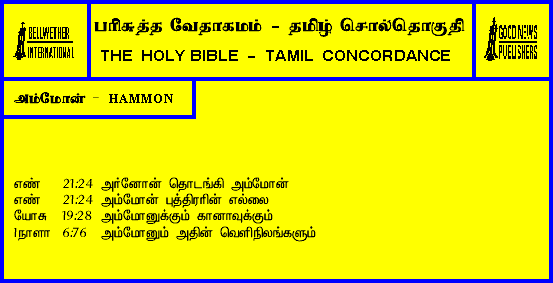 BELLWETHER
INTERNATIONAL
பரிசுத்த வேதாகமம் - தமிழ் சொல்தொகுதி
THE HOLY BIBLE - TAMIL CONCORDANCE
GOOD NEWS
PUBLISHERS
அம்மோன் - HAMMON
எண் 21:24 அர்னோன் தொடங்கி அம்மோன்
எண் 21:24 அம்மோன் புத்திரரின் எல்லை
யோசு 19:28 அம்மோனுக்கும் கானாவுக்கும்
1நாளா 6:76 அம்மோனும் அதின் வெளிநிலங்களும்